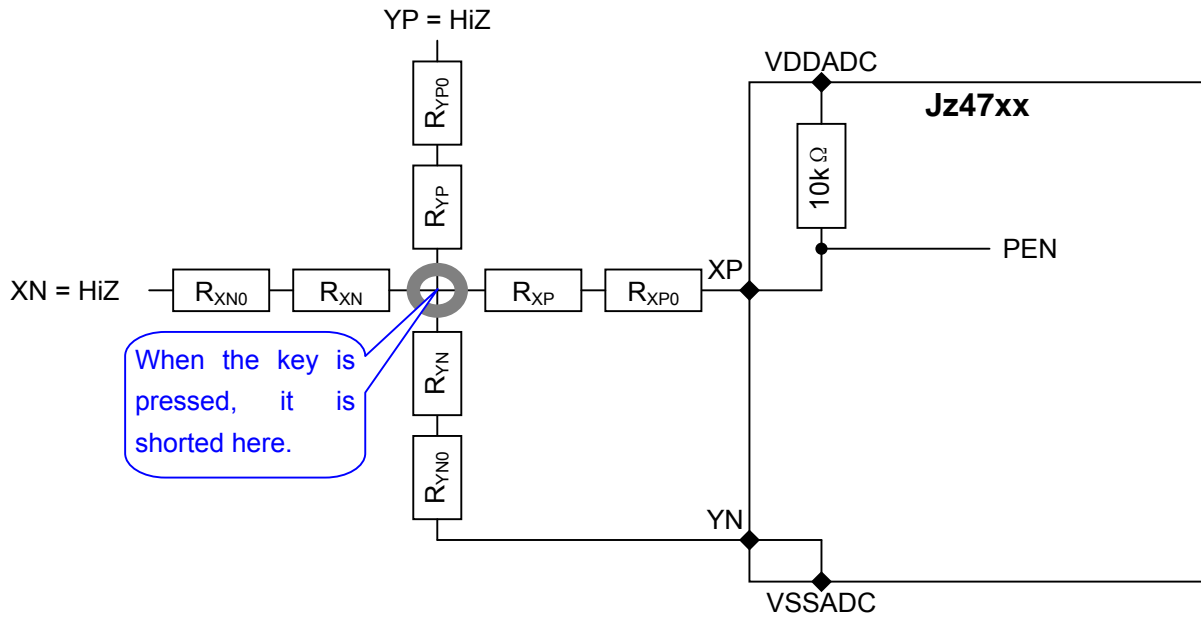 YP = HiZ
VDDADC
Jz47xx
RYP0
10k Ω
RYP
PEN
XP
XN = HiZ
RXN0
RXN
RXP
RXP0
When the key is
pressed, it is
shorted here.
RYN
RYN0
YN
VSSADC